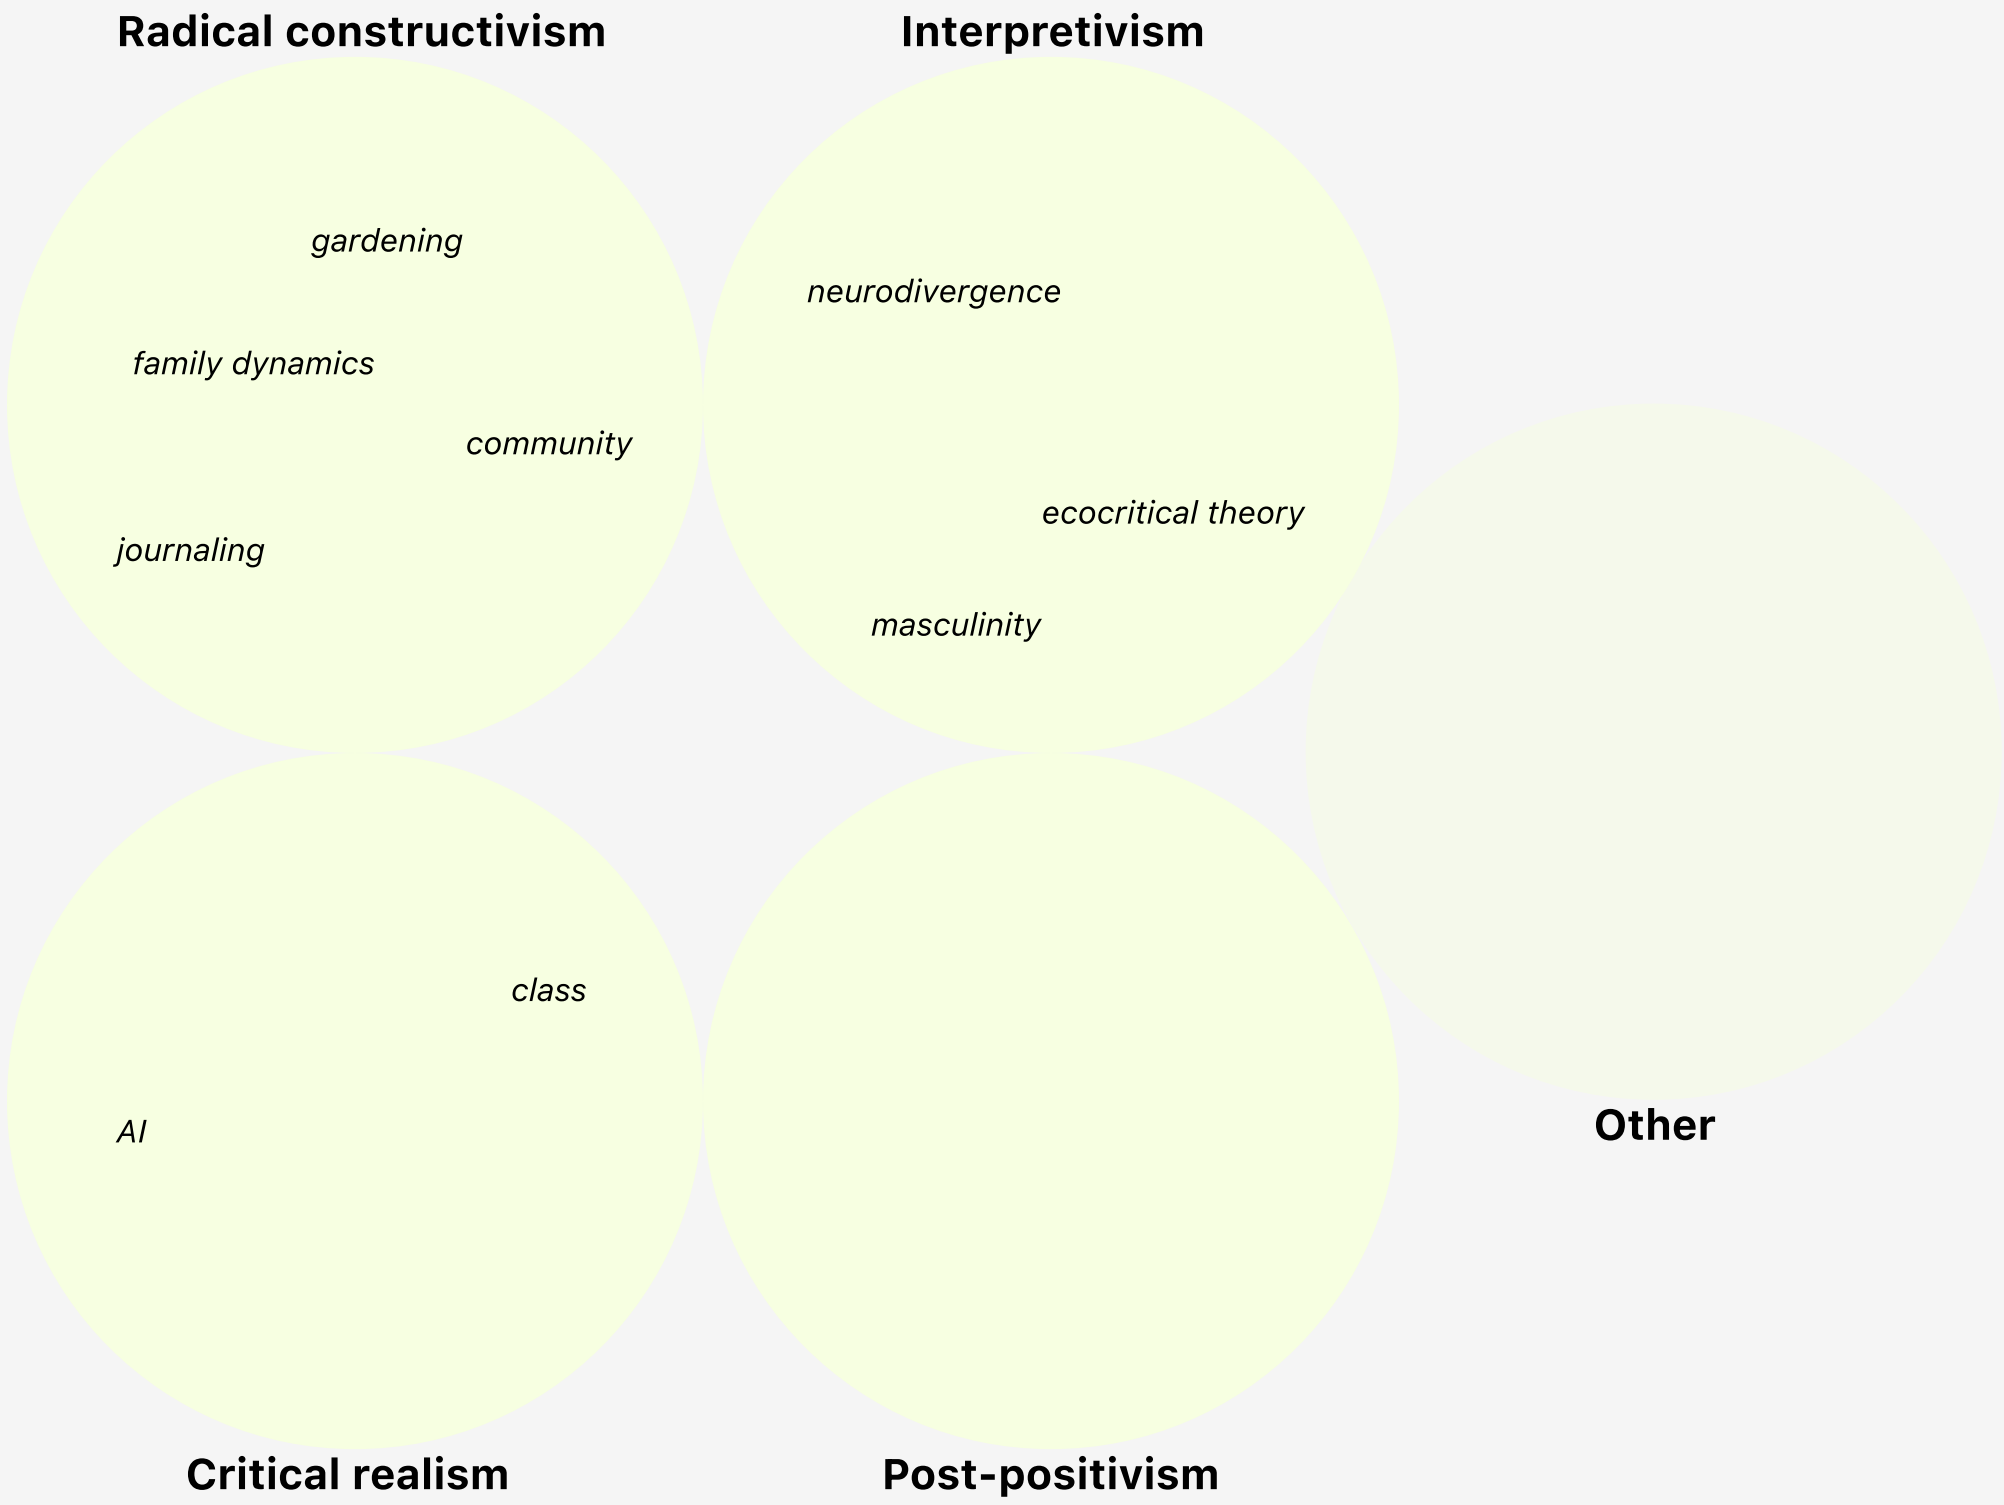 Radical constructivism
Interpretivism
gardening
family dynamics
community
journaling
neurodivergence
ecocritical theory
masculinity
class
AI
Critical realism
Post-positivism
Other